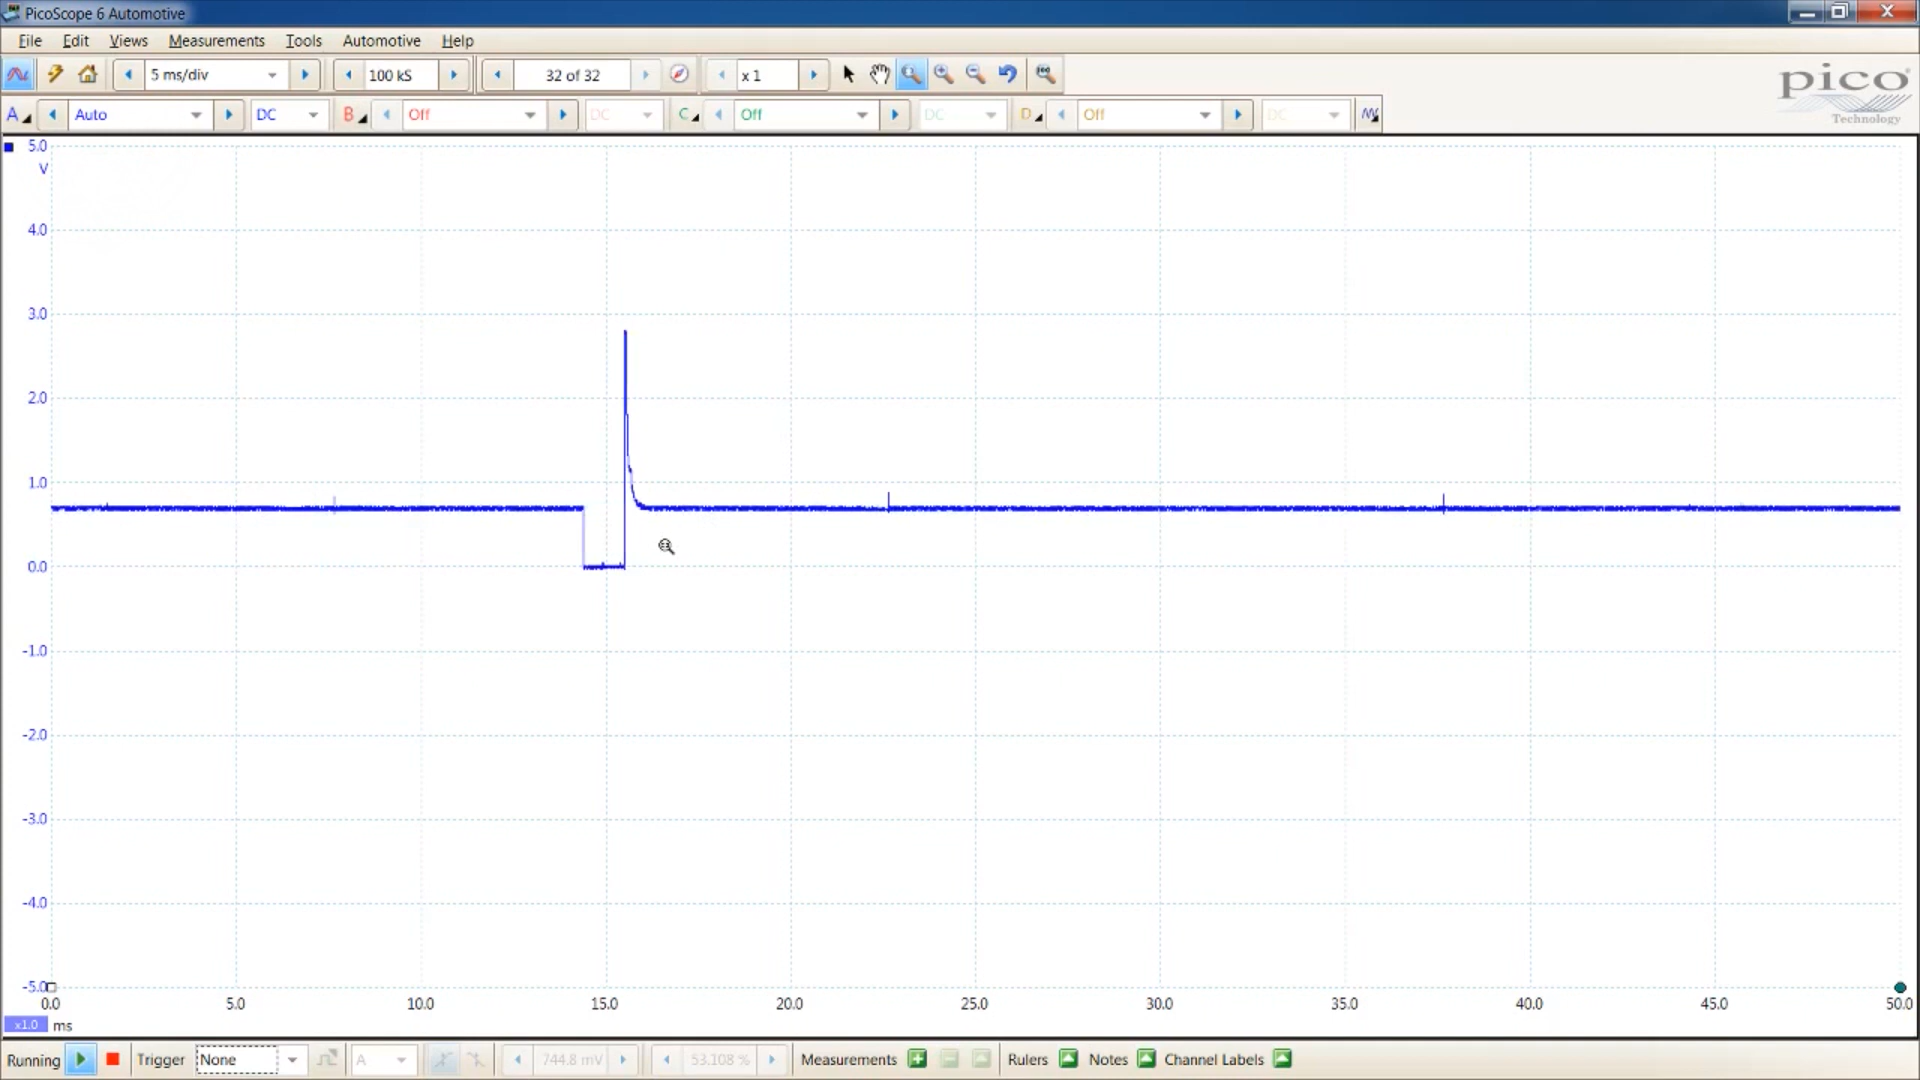 PicoScope 6 Automotive
File Edit Views Measurements Tools Automotive Help
5 ms/div 100 kS 32 of 32 x 1
pico
Technology
A Auto DC B Off DC C Off DC D Off DC
5.0
V
4.0
3.0
2.0
1.0
0.0
-1.0
-2.0
-3.0
-4.0
-5.0
0.0 5.0 10.0 15.0 20.0 25.0 30.0 35.0 40.0 45.0 50.0
x1.0 ms
Running Trigger None A 744.8 mV 53.108 % Measurements Rulers Notes Channel Labels